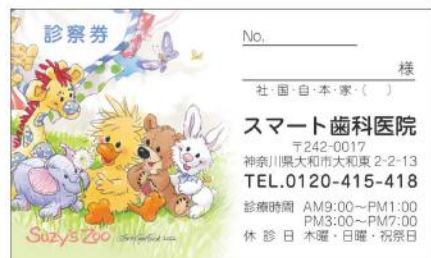 診察券
No.
様
社・国・自・本・家・( )
スマート歯科医院
〒242-0017
神奈川県大和市大和東2-2-13
TEL.0120-415-418
診療時間 AM9:00〜PM1:00
PM3:00〜PM7:00
休診日 木曜・日曜・祝祭日
Suzy's Zoo